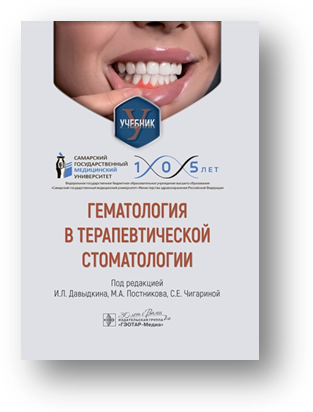 УЧЕБНИК
САМАРСКИЙ
ГОСУДАРСТВЕННЫЙ
МЕДИЦИНСКИЙ
УНИВЕРСИТЕТ
105 ЛЕТ
Федеральное государственное бюджетное образовательное учреждение высшего образования
«Самарский государственный медицинский университет» Министерства здравоохранения Российской Федерации
ГЕМАТОЛОГИЯ
В ТЕРАПЕВТИЧЕСКОЙ
СТОМАТОЛОГИИ
Под редакцией
И.Л. Давыдкина, М.А. Постникова, С.Е. Чигариной
ИЗДАТЕЛЬСКАЯ ГРУППА
«ГЭОТАР-Медиа»